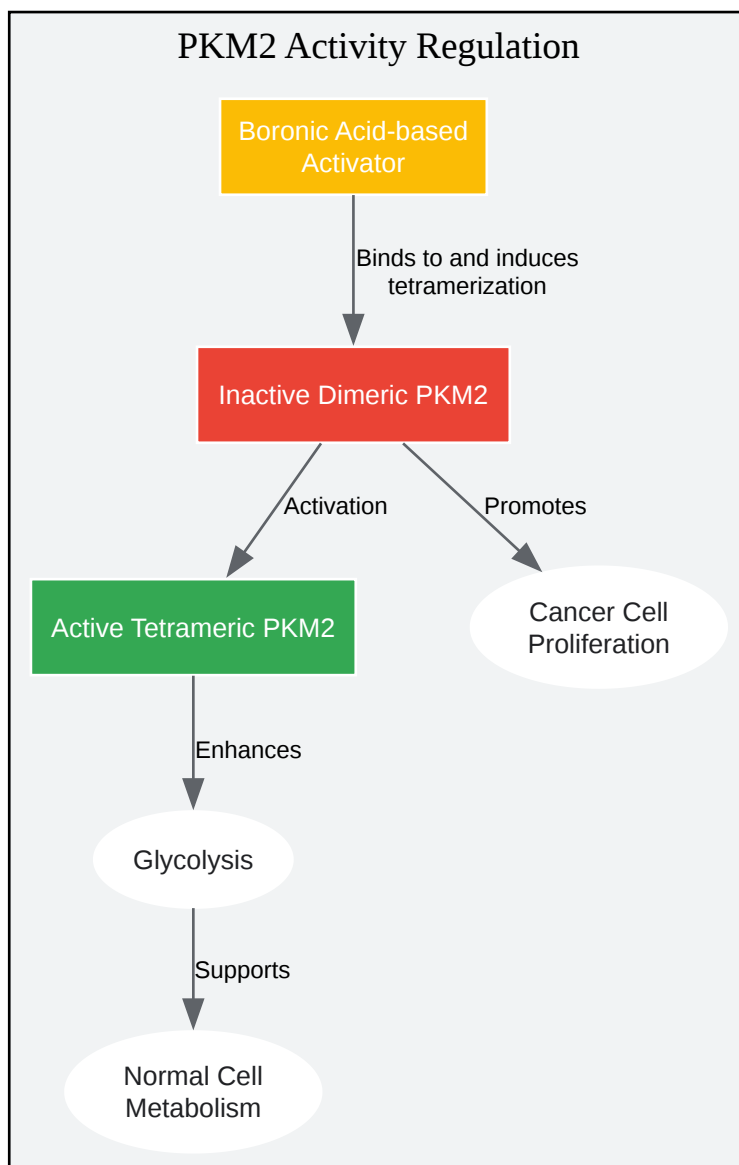 PKM2 Activity Regulation
Boronic Acid-based
Activator
Binds to and induces
tetramerization
Inactive Dimeric PKM2
Activation
Promotes
Active Tetrameric PKM2
Cancer Cell
Proliferation
Enhances
Glycolysis
Supports
Normal Cell
Metabolism